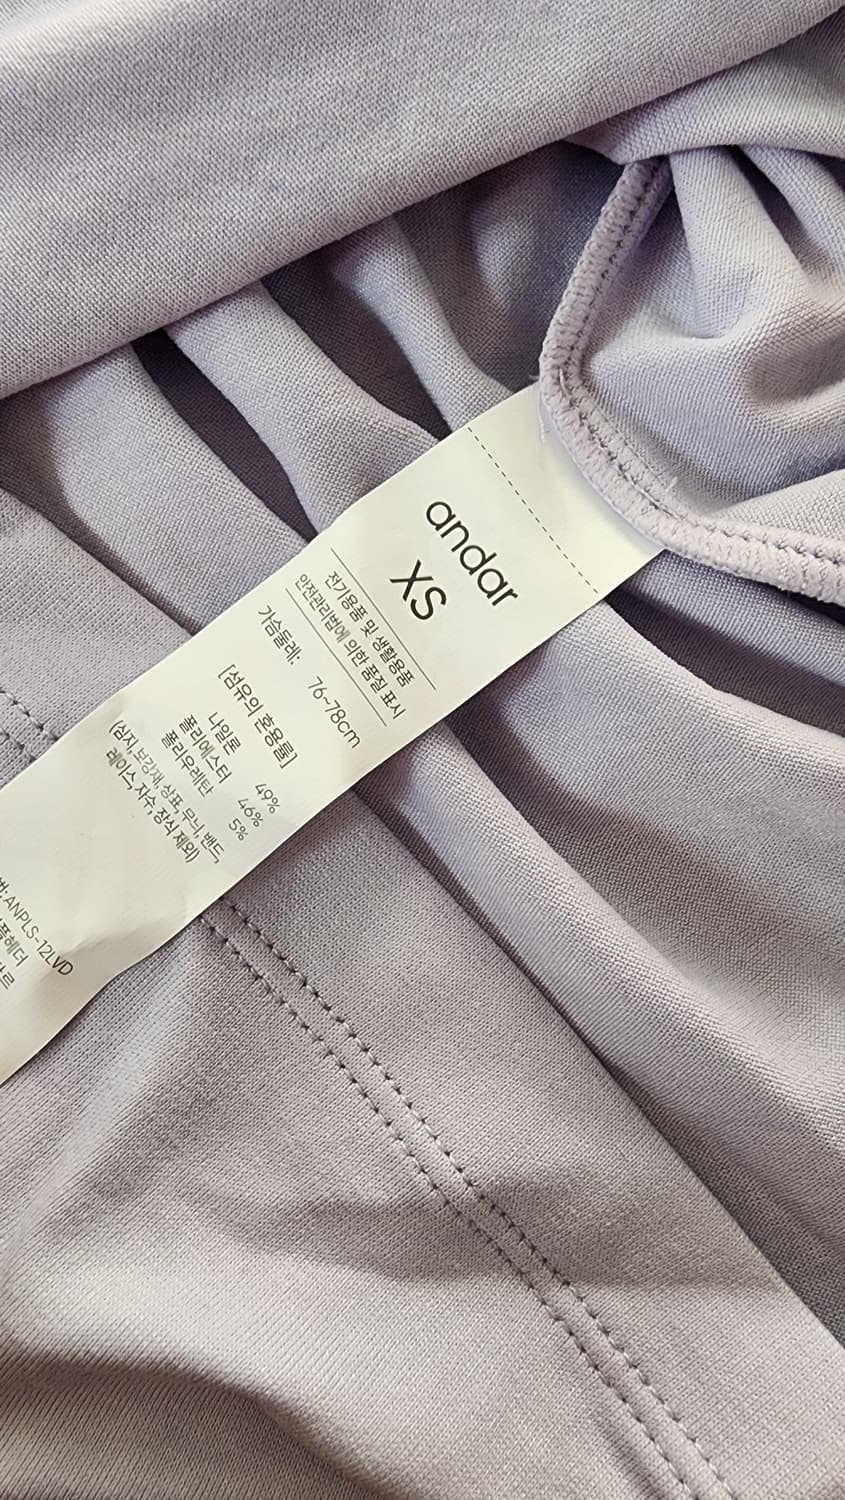 andar
XS
전기용품 및 생활용품
안전관리법에 의한 품질 표시
가슴둘레: 76~78cm
[섬유의 혼용률]
나일론 49%
폴리에스터 46%
폴리우레탄 5%
(심지, 보강재, 상표, 무늬, 밴드,
레이스, 자수, 장식 제외)
ANPLS-12LVD